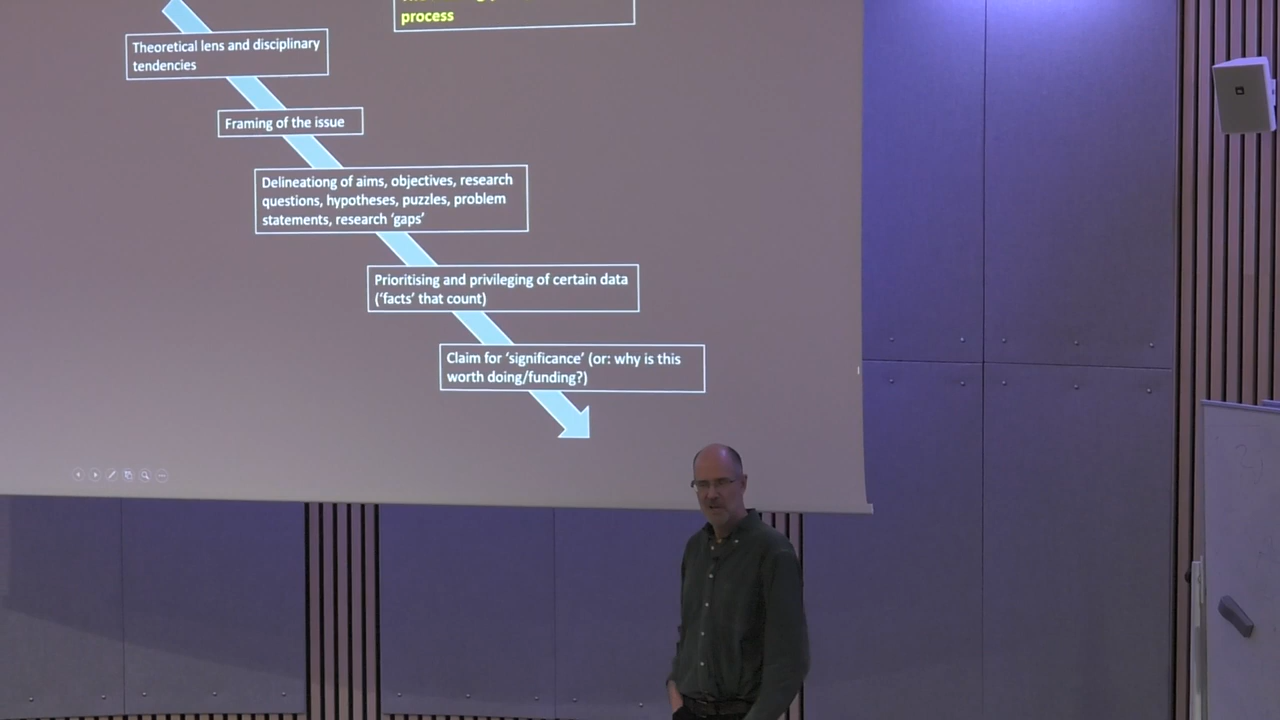 process
Theoretical lens and disciplinary
tendencies
Framing of the issue
Delineationg of aims, objectives, research
questions, hypotheses, puzzles, problem
statements, research ‘gaps’
Prioritising and privileging of certain data
(‘facts’ that count)
Claim for ‘significance’ (or: why is this
worth doing/funding?)